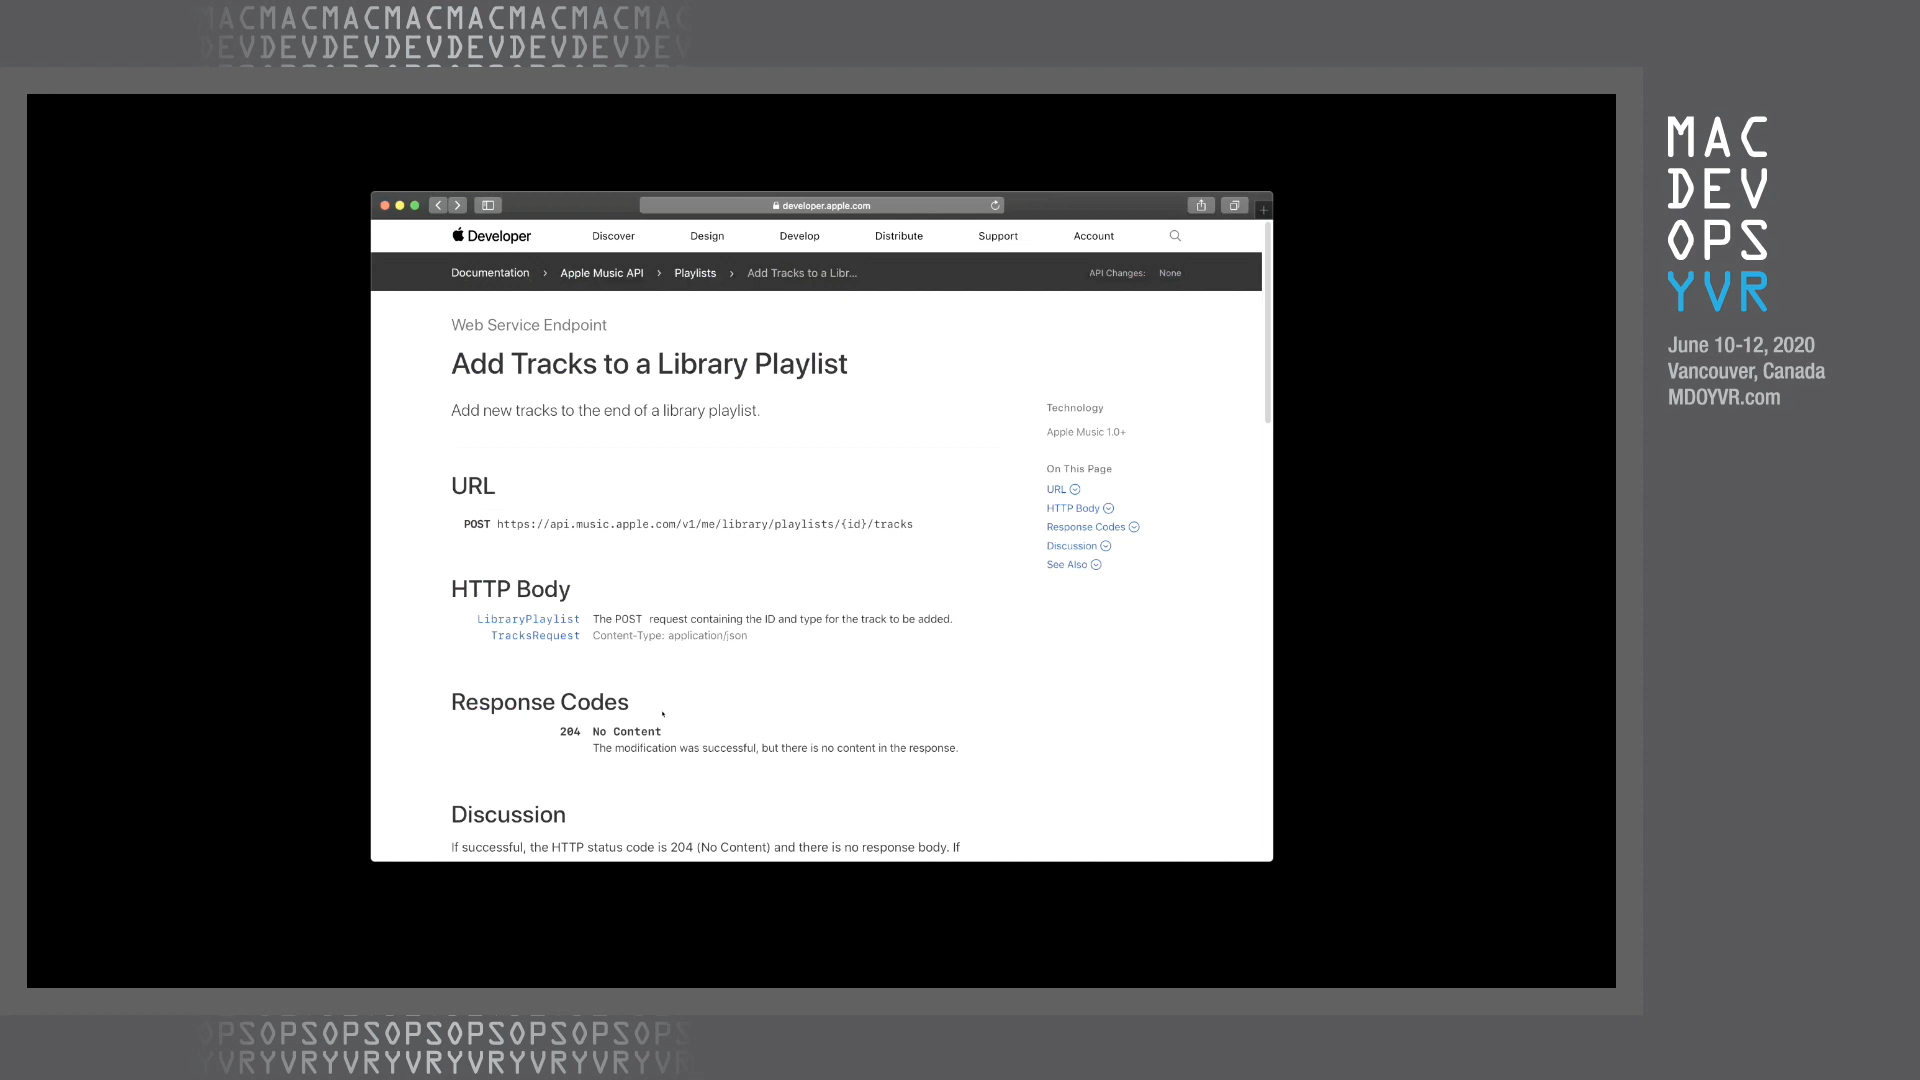 MACMACMACMACMACMACMACMAC
DEVDEVDEVDEVDEVDEVDEVDEV
MAC
DEV
OPS
YVR
June 10-12, 2020
Vancouver, Canada
MDOYVR.com
developer.apple.com
Developer
Discover
Design
Develop
Distribute
Support
Account
Documentation › Apple Music API › Playlists › Add Tracks to a Libr...
API Changes: None
Web Service Endpoint
Add Tracks to a Library Playlist
Add new tracks to the end of a library playlist.
Technology
Apple Music 1.0+
On This Page
URL
HTTP Body
Response Codes
Discussion
See Also
URL
POST https://api.music.apple.com/v1/me/library/playlists/{id}/tracks
HTTP Body
LibraryPlaylist The POST request containing the ID and type for the track to be added.
TracksRequest Content-Type: application/json
Response Codes
204 No Content
The modification was successful, but there is no content in the response.
Discussion
If successful, the HTTP status code is 204 (No Content) and there is no response body. If
OPSOPSOPSOPSOPSOPSOPSOPS
YVRYVRYVRYVRYVRYVRYVRYVR